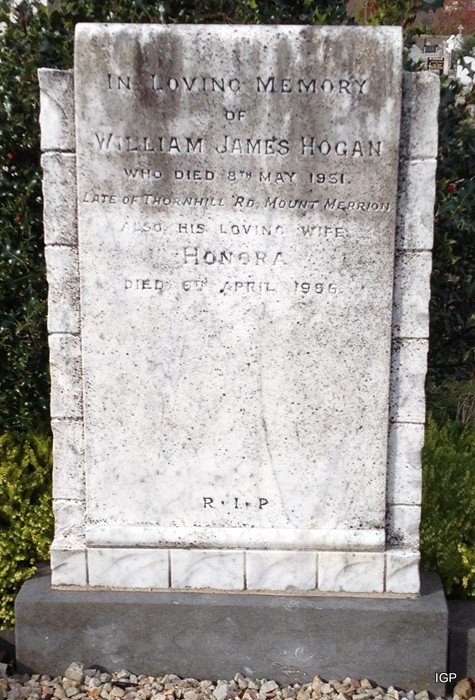 IN LOVING MEMORY
OF
WILLIAM JAMES HOGAN
WHO DIED 8TH MAY 1951.
LATE OF THORNHILL RD, MOUNT MERRION
ALSO HIS LOVING WIFE
HONORA
DIED 6TH APRIL 1986.
R·I·P
IGP